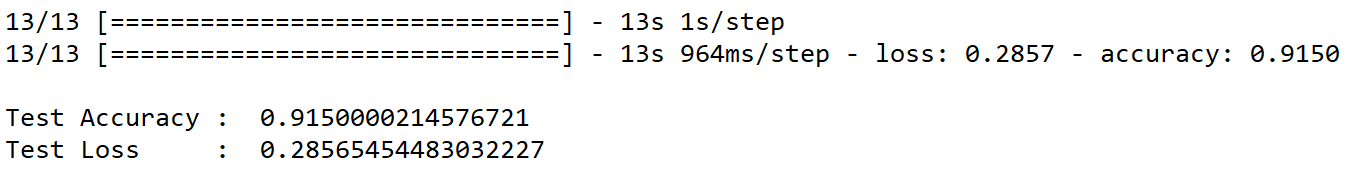 13/13 [==============================] - 13s 1s/step
13/13 [==============================] - 13s 964ms/step - loss: 0.2857 - accuracy: 0.9150
Test Accuracy :  0.9150000214576721
Test Loss     :  0.28565454483032227